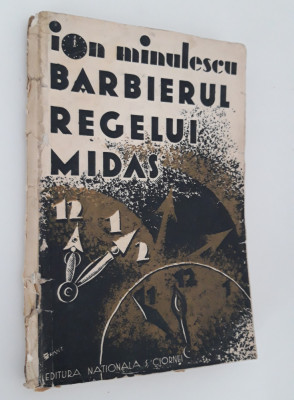 ion minulescu
BARBIERUL
REGELUI
MIDAS
12
1
2
12
EDITURA NATIONALA S. CIORNEI